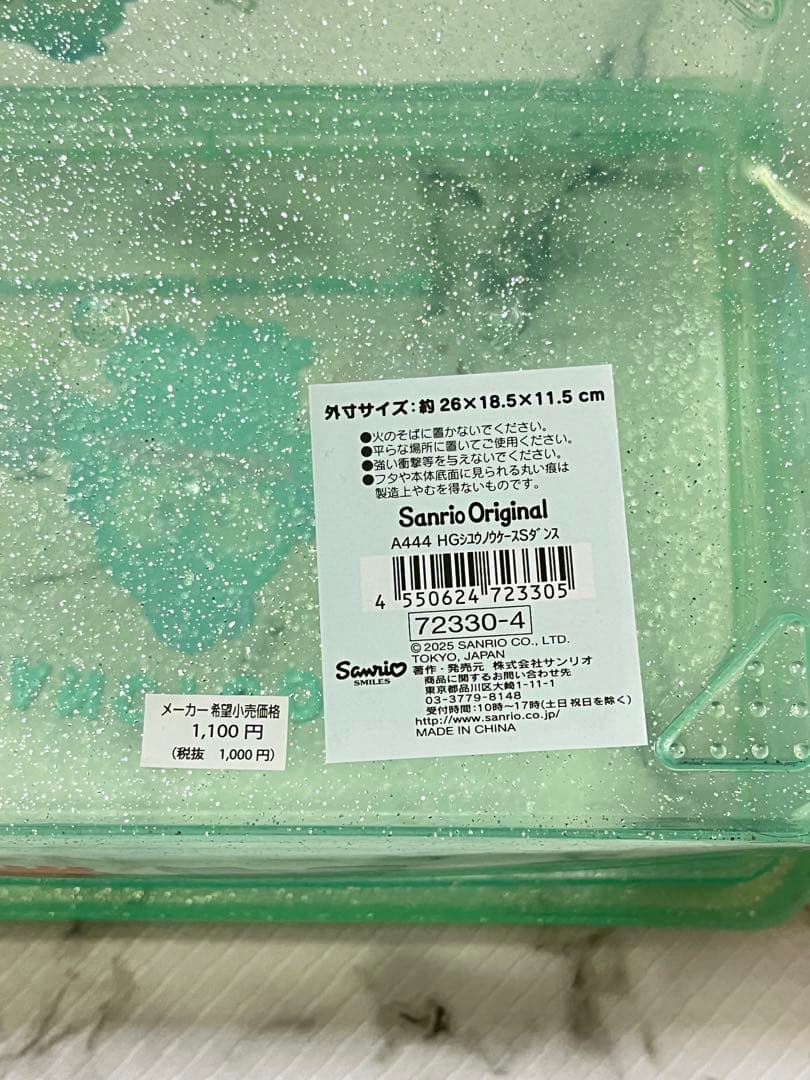 外寸サイズ：約 26×18.5×11.5 cm
●火のそばに置かないでください。
●平らな場所に置いてご使用ください。
●強い衝撃等を与えないでください。
●フタや本体底面に見られる丸い痕は
製造上やむを得ないものです。
Sanrio Original
A444 HGシュウノウケースSダンス
4 550624 723305
72330-4
© 2025 SANRIO CO., LTD.
TOKYO, JAPAN
Sanrio
SMILES
著作・発売元 株式会社サンリオ
商品に関するお問い合わせ先
東京都品川区大崎1-11-1
03-3779-8148
受付時間：10時〜17時(土日祝日を除く)
http://www.sanrio.co.jp/
MADE IN CHINA
メーカー希望小売価格
1,100 円
（税抜 1,000円）